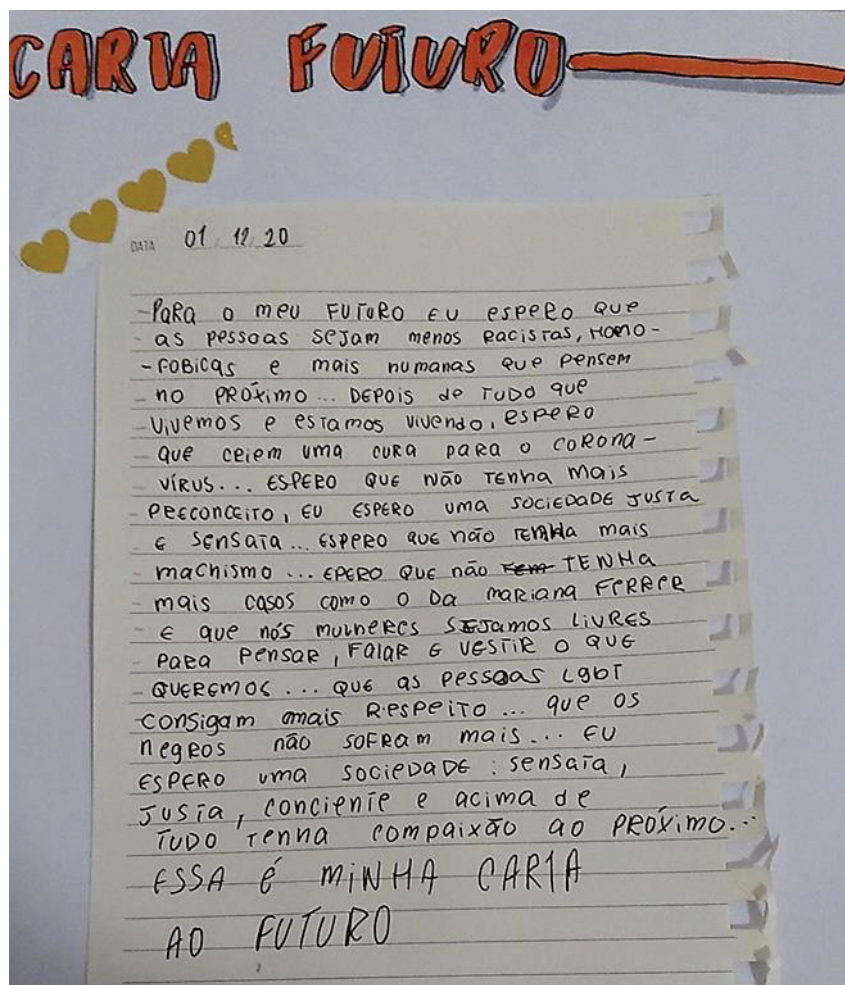 CARTA FUTURO
DATA 01 12 20
-PARA O meu FUTURO EU espero que
as pessoas sejam menos racistas, HOMO-
-FOBICAS e mais humanas que pensem
no PRÓximo... DEPOis de TUDO que
vivemos e estamos vivendo, espero
que ceiem uma cura para o CORONA-
VÍRUS... ESPERO QUE NÃO TENha mais
PRECONCEITO, EU ESPERO uma SOCIEDADE JUSTA
E SENSATA... ESPERO QUE não TENHA mais
machismo... EPERO QUE não TENHA
mais casos como o da mariana FERRER
E que nós mulheres SEJamos LIVRES
PARA PENSAR, FALAR E VESTIR O QUE
QUEREMOS... QUE AS PESSOAS LGBT
consigam mais RESPEITO... que os
negros não SOFRAM mais... EU
ESPERO uma sociedade: sensata,
JUSTA, conciente e acima de
TUDO TENha compaixão ao PRÓXIMO...
ESSA É MINHA CARTA
AO FUTURO